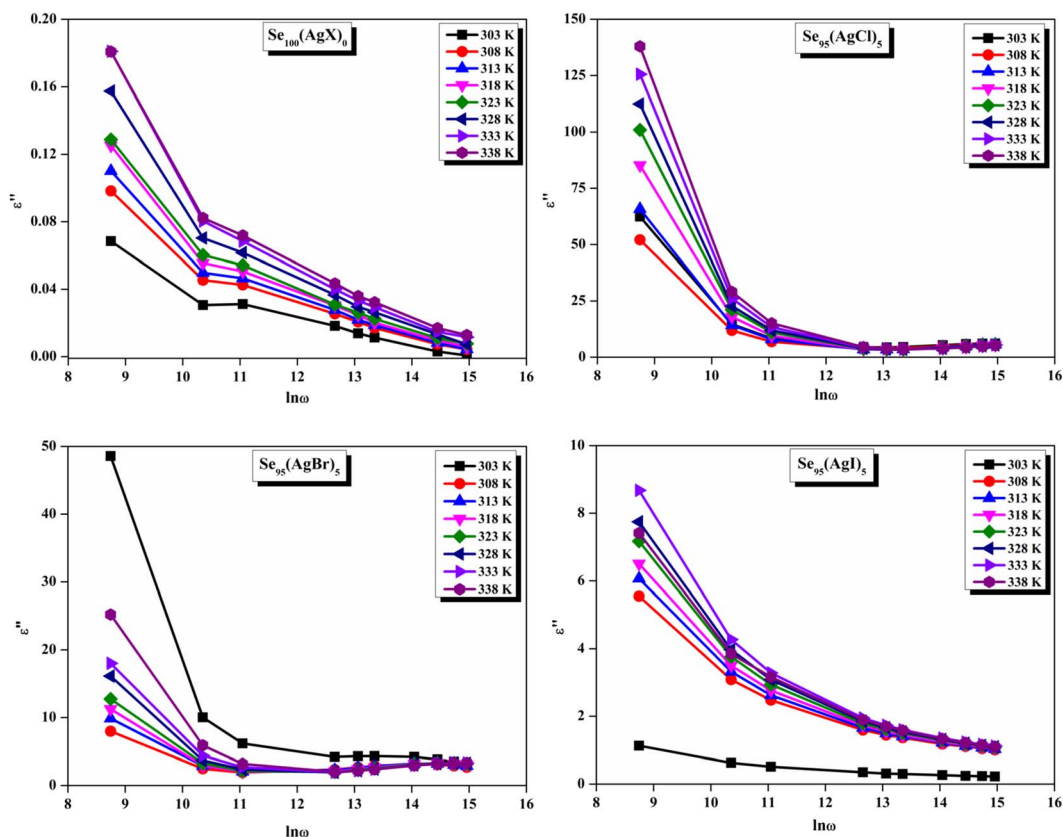 Se₁₀₀(AgX)₀
303 K
308 K
313 K
318 K
323 K
328 K
333 K
338 K
0.20
0.16
0.12
0.08
0.04
0.00
ε"
8 9 10 11 12 13 14 15 16
lnω
Se₉₅(AgCl)₅
303 K
308 K
313 K
318 K
323 K
328 K
333 K
338 K
150
125
100
75
50
25
0
ε"
8 9 10 11 12 13 14 15 16
lnω
Se₉₅(AgBr)₅
303 K
308 K
313 K
318 K
323 K
328 K
333 K
338 K
50
40
30
20
10
0
ε"
8 9 10 11 12 13 14 15 16
lnω
Se₉₅(AgI)₅
303 K
308 K
313 K
318 K
323 K
328 K
333 K
338 K
10
8
6
4
2
0
ε"
8 9 10 11 12 13 14 15 16
lnω